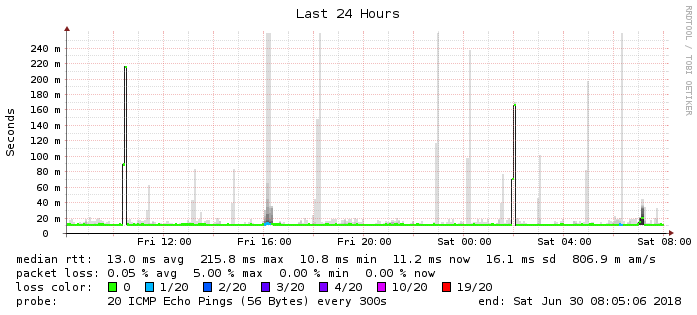 Last 24 Hours
RRDTOOL / TOBI OETIKER
Seconds
240 m
220 m
200 m
180 m
160 m
140 m
120 m
100 m
80 m
60 m
40 m
20 m
0
Fri 12:00 Fri 16:00 Fri 20:00 Sat 00:00 Sat 04:00 Sat 08:00
median rtt: 13.0 ms avg 215.8 ms max 10.8 ms min 11.2 ms now 16.1 ms sd 806.9 m am/s
packet loss: 0.05 % avg 5.00 % max 0.00 % min 0.00 % now
loss color: 0 1/20 2/20 3/20 4/20 10/20 19/20
probe: 20 ICMP Echo Pings (56 Bytes) every 300s end: Sat Jun 30 08:05:06 2018